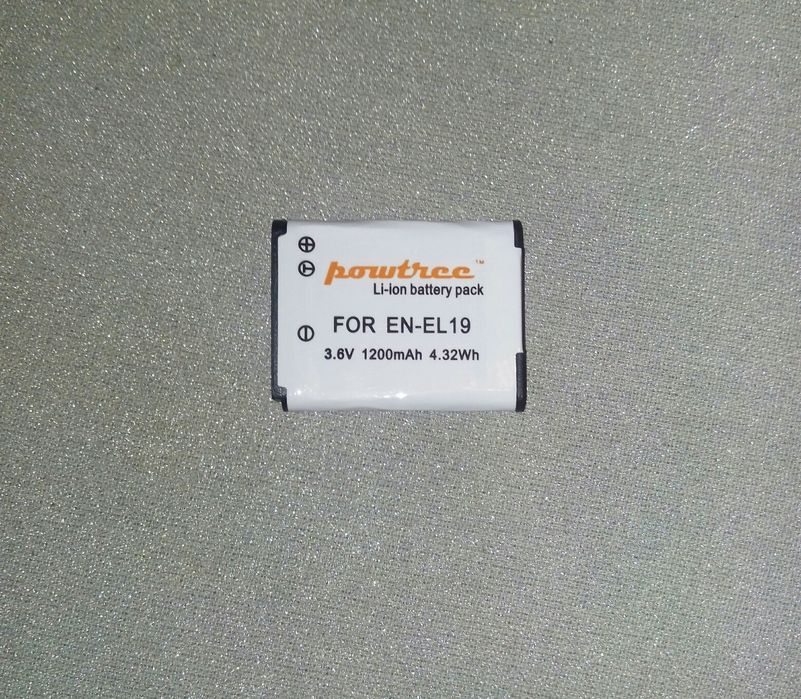 powtree™
Li-ion battery pack
FOR EN-EL19
3.6V 1200mAh 4.32Wh